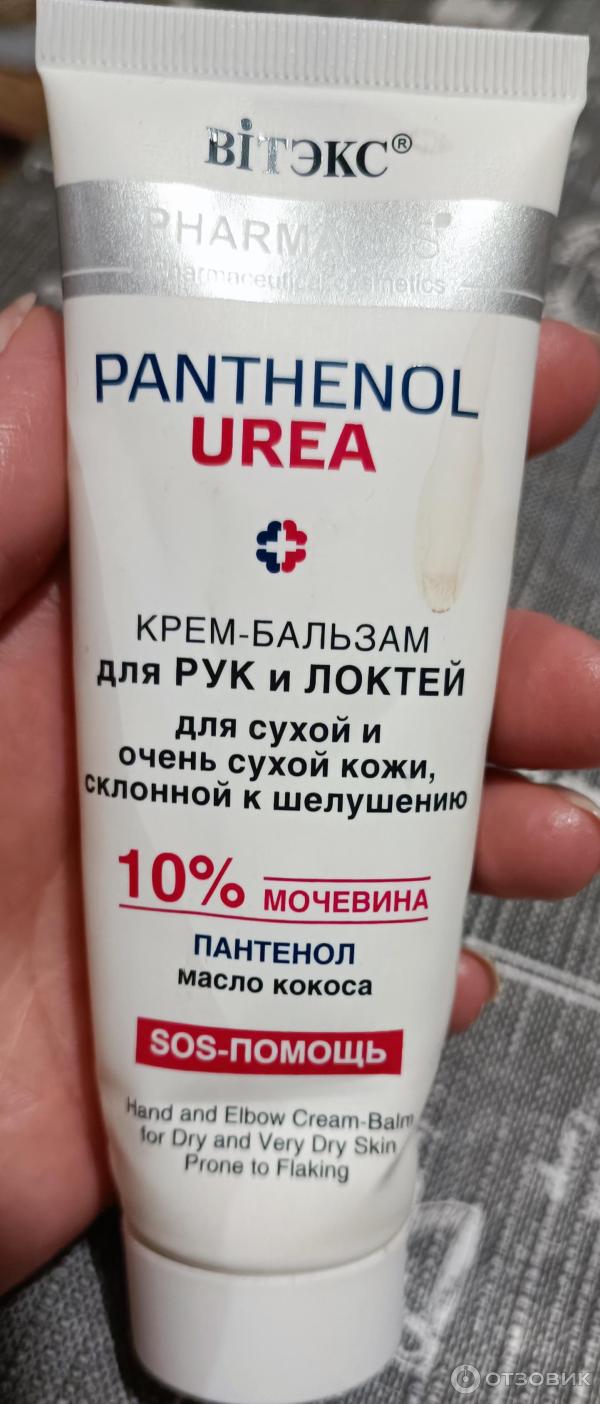 ВІТЭКС®
PHARMACOS
pharmaceutical cosmetics
PANTHENOL
UREA
КРЕМ-БАЛЬЗАМ
для РУК и ЛОКТЕЙ
для сухой и
очень сухой кожи,
склонной к шелушению
10% МОЧЕВИНА
ПАНТЕНОЛ
масло кокоса
SOS-ПОМОЩЬ
Hand and Elbow Cream-Balm
for Dry and Very Dry Skin
Prone to Flaking
ОТЗОВИК